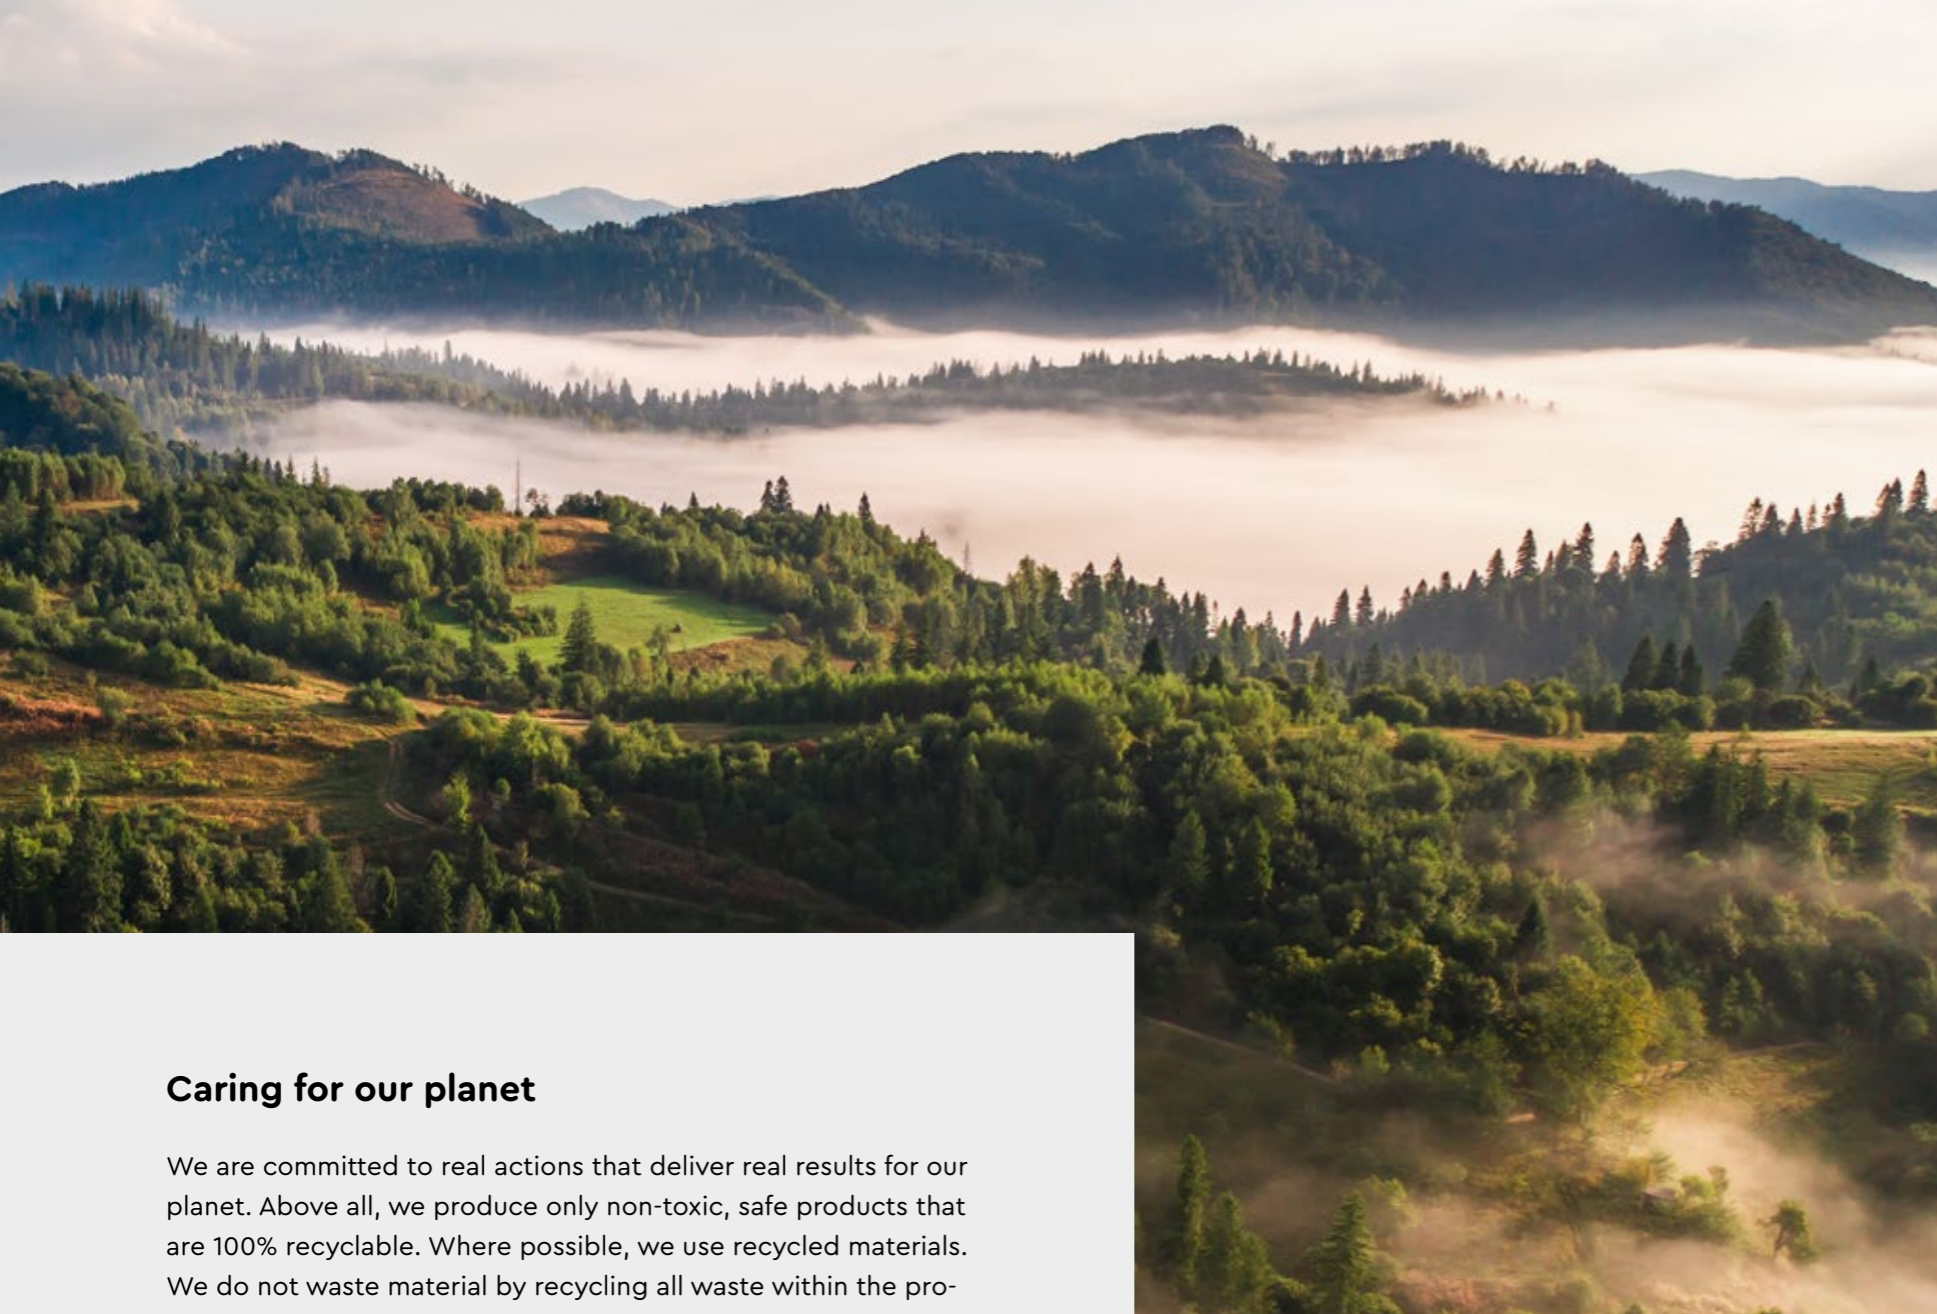 Caring for our planet
We are committed to real actions that deliver real results for our
planet. Above all, we produce only non-toxic, safe products that
are 100% recyclable. Where possible, we use recycled materials.
We do not waste material by recycling all waste within the pro-